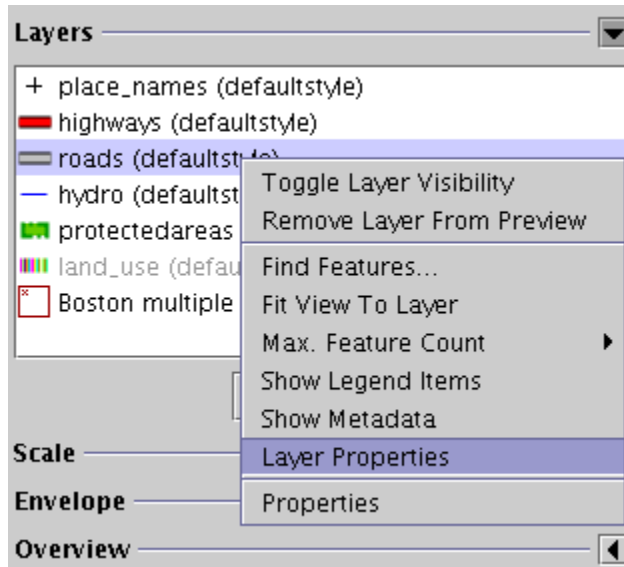 Layers
place_names (defaultstyle)
highways (defaultstyle)
roads (defaultstyle)
hydro (defaultst
protectedareas
land_use (defau
Boston multiple
Toggle Layer Visibility
Remove Layer From Preview
Find Features...
Fit View To Layer
Max. Feature Count
Show Legend Items
Show Metadata
Layer Properties
Properties
Scale
Envelope
Overview